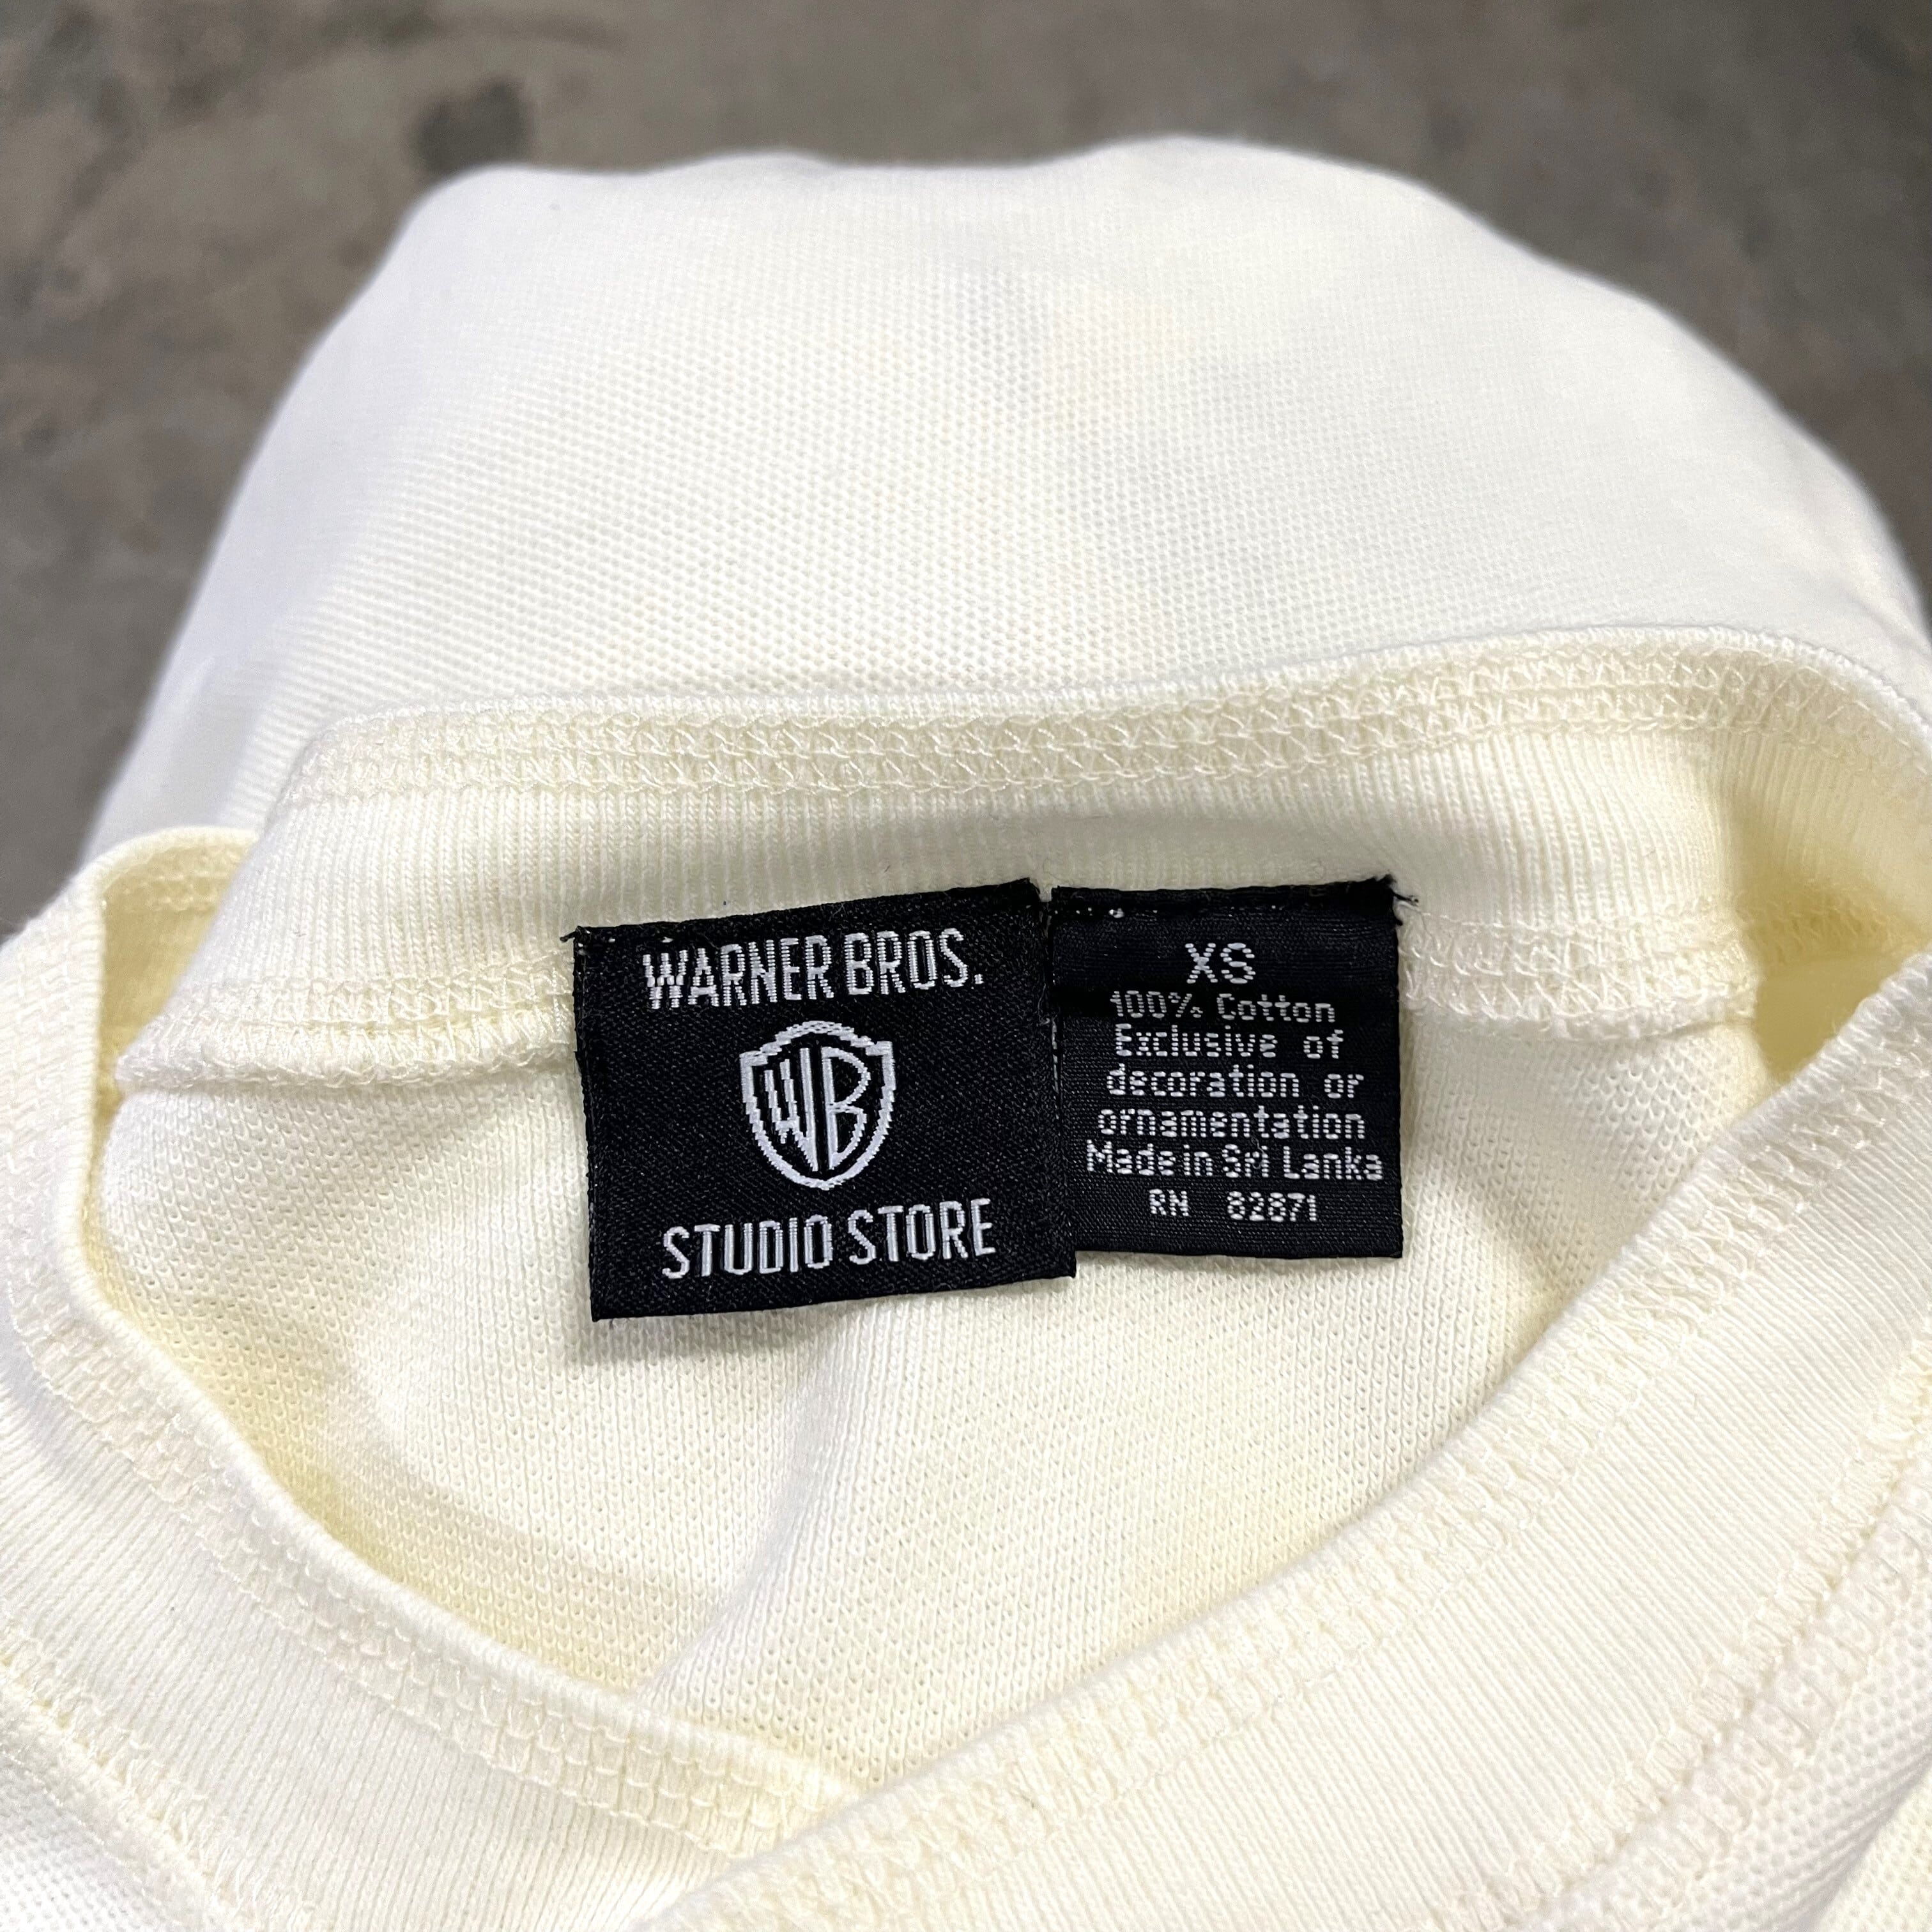 WARNER BROS.
WB
STUDIO STORE
XS
100% Cotton
Exclusive of
decoration or
ornamentation
Made in Sri Lanka
RN 82871